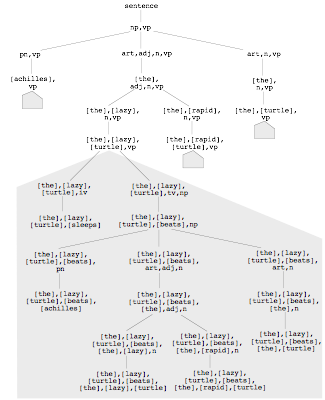 sentence
np,vp
pn,vp
art,adj,n,vp
art,n,vp
[achilles],
vp
[the],
adj,n,vp
[the],
n,vp
[the],[lazy],
n,vp
[the],[rapid],
n,vp
[the],[turtle],
vp
[the],[lazy],
[turtle],vp
[the],[rapid],
[turtle],vp
[the],[lazy],
[turtle],iv
[the],[lazy],
[turtle],tv,np
[the],[lazy],
[turtle],[sleeps]
[the],[lazy],
[turtle],[beats],np
[the],[lazy],
[turtle],[beats],
pn
[the],[lazy],
[turtle],[beats],
art,adj,n
[the],[lazy],
[turtle],[beats],
art,n
[the],[lazy],
[turtle],[beats],
[achilles]
[the],[lazy],
[turtle],[beats],
[the],adj,n
[the],[lazy],
[turtle],[beats],
[the],n
[the],[lazy],
[turtle],[beats],
[the],[lazy],n
[the],[lazy],
[turtle],[beats],
[the],[rapid],n
[the],[lazy],
[turtle],[beats],
[the],[turtle]
[the],[lazy],
[turtle],[beats],
[the],[lazy],[turtle]
[the],[lazy],
[turtle],[beats],
[the],[rapid],[turtle]